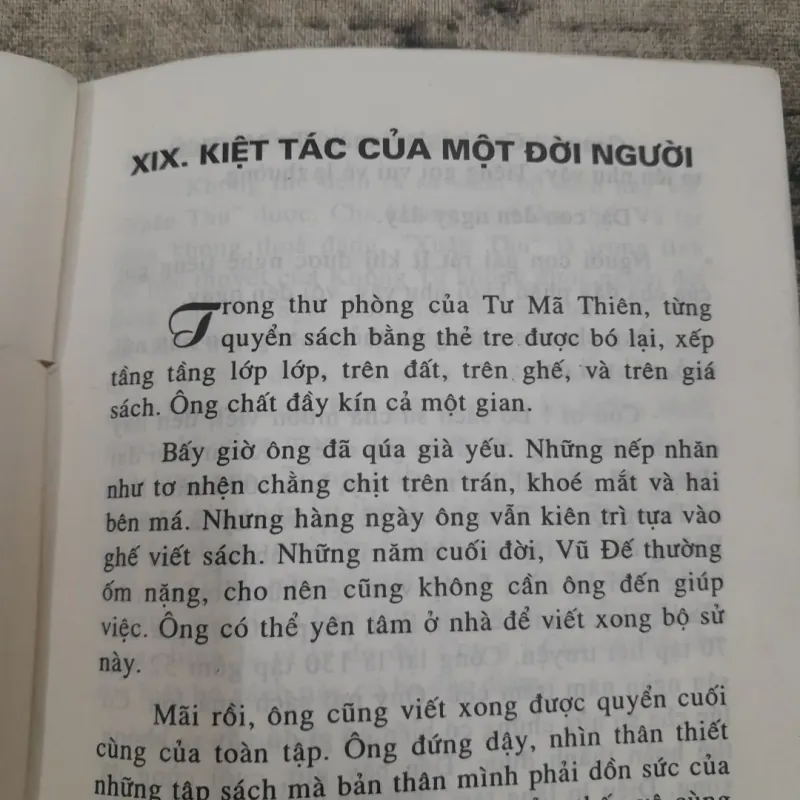 XIX. KIỆT TÁC CỦA MỘT ĐỜI NGƯỜI
Trong thư phòng của Tư Mã Thiên, từng
quyển sách bằng thẻ tre được bó lại, xếp
tầng tầng lớp lớp, trên đất, trên ghế, và trên giá
sách. Ông chất đầy kín cả một gian.
Bấy giờ ông đã qúa già yếu. Những nếp nhăn
như tơ nhện chằng chịt trên trán, khoé mắt và hai
bên má. Nhưng hàng ngày ông vẫn kiên trì tựa vào
ghế viết sách. Những năm cuối đời, Vũ Đế thường
ốm nặng, cho nên cũng không cần ông đến giúp
việc. Ông có thể yên tâm ở nhà để viết xong bộ sử
này.
Mãi rồi, ông cũng viết xong được quyển cuối
cùng của toàn tập. Ông đứng dậy, nhìn thân thiết
những tập sách mà bản thân mình phải dồn sức của